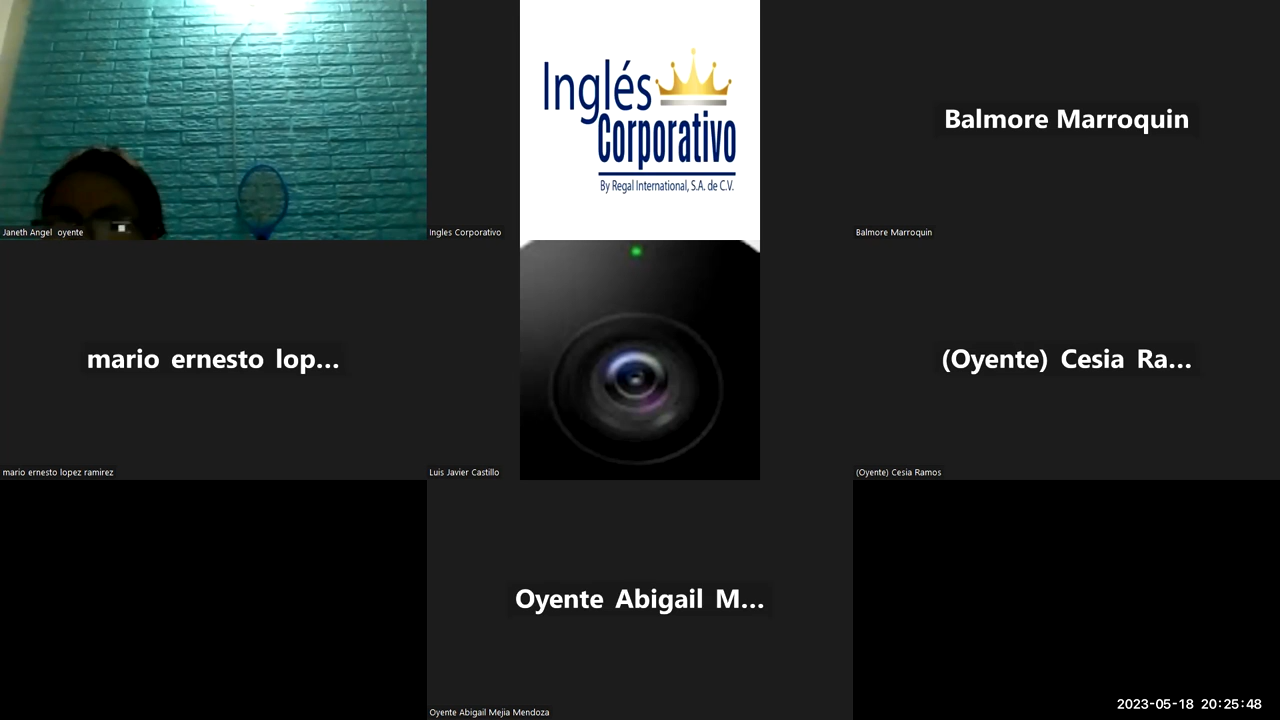 Janeth Angel oyente
Inglés
Corporativo
By Regal International, S.A. de C.V.
Ingles Corporativo
Balmore Marroquin
Balmore Marroquin
mario ernesto lop...
mario ernesto lopez ramirez
Luis Javier Castillo
(Oyente) Cesia Ra...
(Oyente) Cesia Ramos
Oyente Abigail M...
Oyente Abigail Mejia Mendoza
2023-05-18 20:25:48